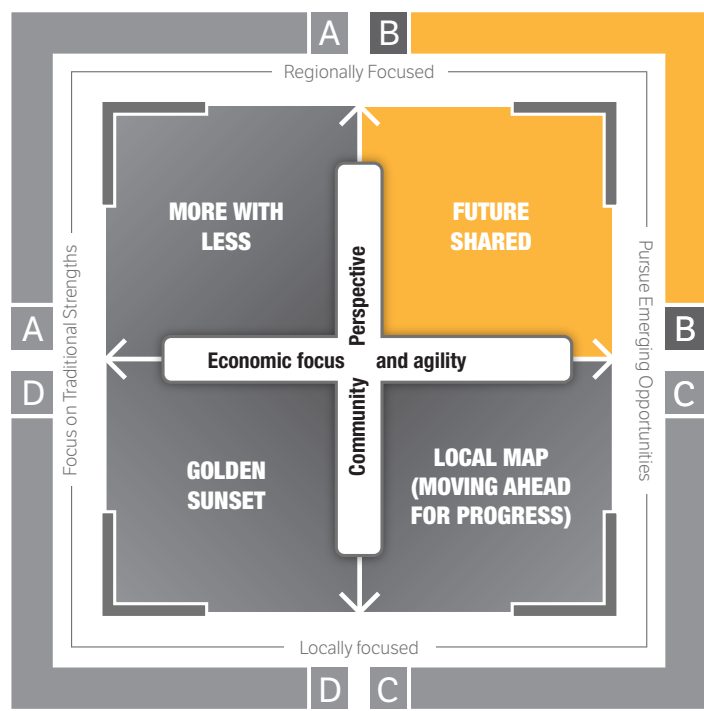 A B
Regionally Focused
MORE WITH
LESS
FUTURE
SHARED
Focus on Traditional Strengths
Pursue Emerging Opportunities
A
B
Economic focus and agility
Community Perspective
D
C
GOLDEN
SUNSET
LOCAL MAP
(MOVING AHEAD
FOR PROGRESS)
Locally focused
D C